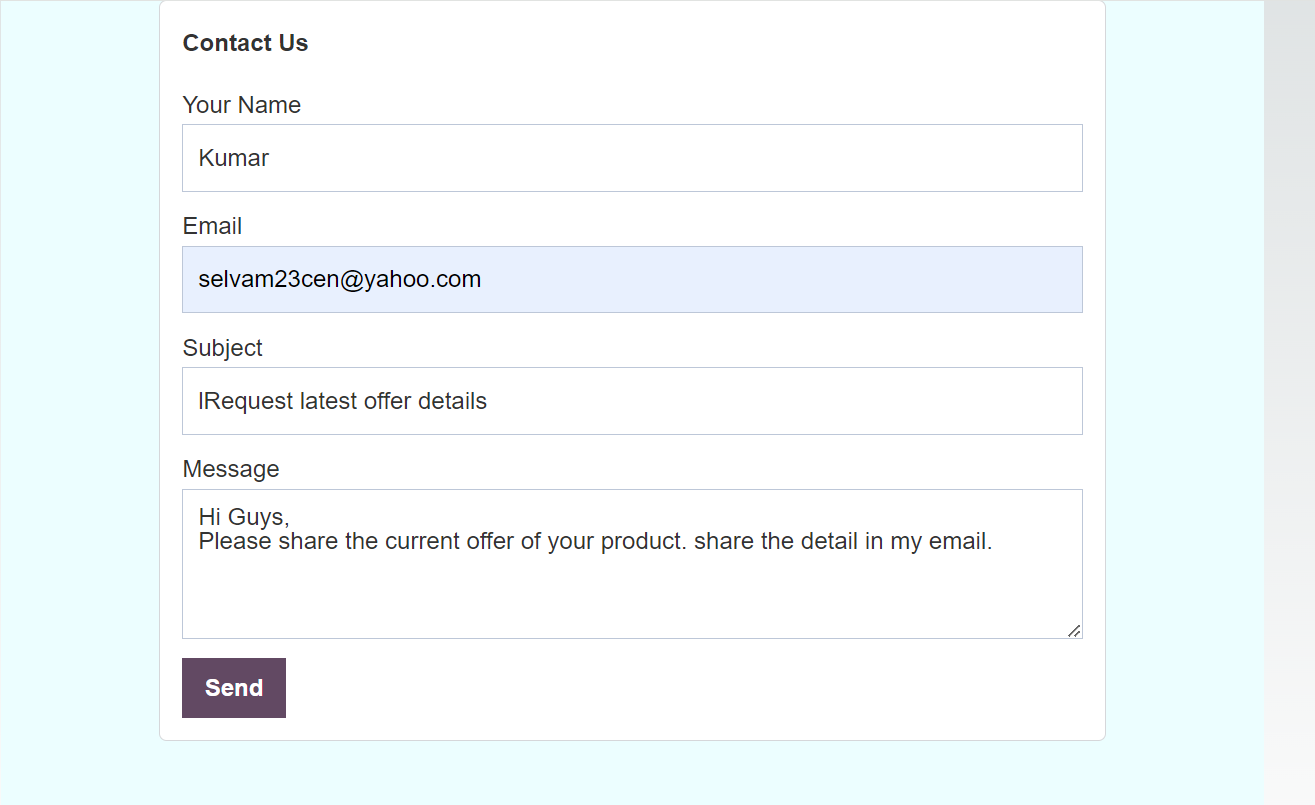 Contact Us
Your Name
Kumar
Email
selvam23cen@yahoo.com
Subject
lRequest latest offer details
Message
Hi Guys,
Please share the current offer of your product. share the detail in my email.
Send